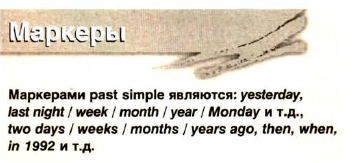 Маркеры
Маркерами past simple являются: yesterday,
last night / week / month / year / Monday и т.д.,
two days / weeks / months / years ago, then, when,
in 1992 и т.д.